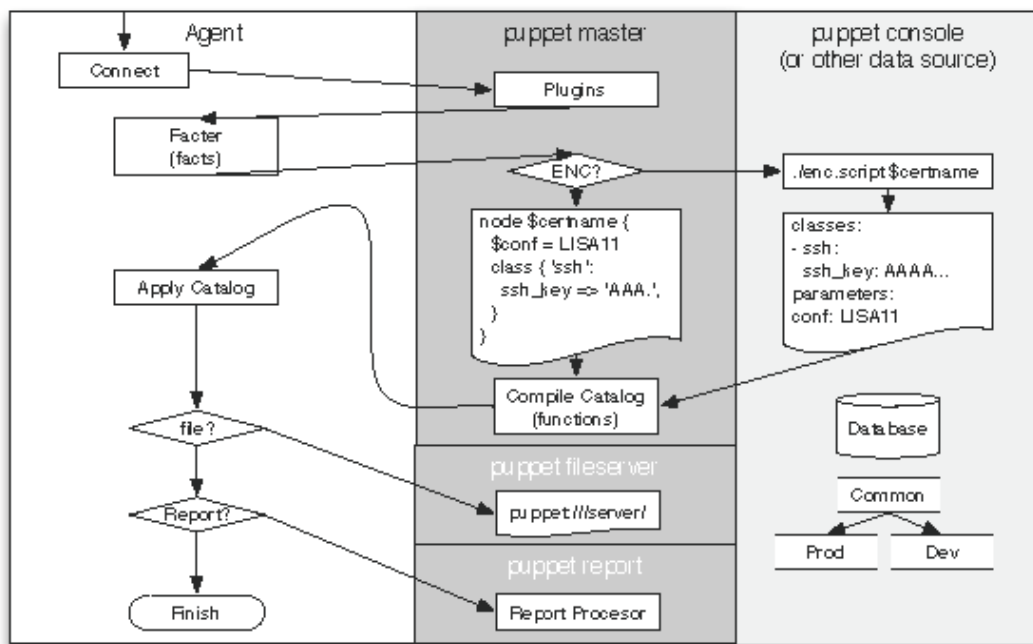 Agent
puppet master
puppet console
(or other data source)
Connect
Plugins
Facter
(facts)
ENC?
./enc.script $certname
node $certname {
$conf = LISA11
class { 'ssh':
ssh_key => 'AAA.',
}
}
classes:
- ssh:
ssh_key: AAAA...
parameters:
conf: LISA11
Apply Catalog
Compile Catalog
(functions)
file?
Database
puppet fileserver
puppet:///server/
Common
Report?
Prod
Dev
puppet report
Report Procesor
Finish